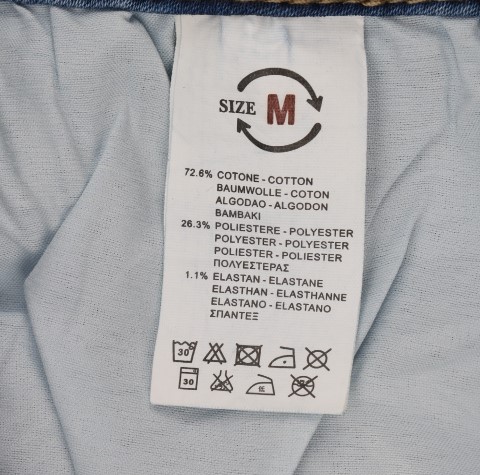 SIZE M
72.6% COTONE - COTTON
BAUMWOLLE - COTON
ALGODAO - ALGODON
BAMBAKI
26.3% POLIESTERE - POLYESTER
POLYESTER - POLYESTER
POLIESTER - POLIESTER
ΠΟΛΥΕΣΤΕΡΑΣ
1.1% ELASTAN - ELASTANE
ELASTHAN - ELASTHANNE
ELASTANO - ELASTANO
ΣΠΑΝΤΕΞ
30°
30